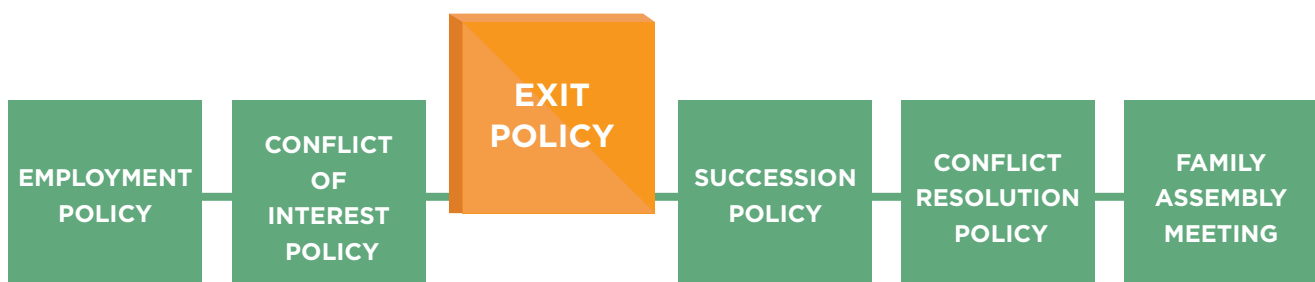 EMPLOYMENT
POLICY
CONFLICT
OF
INTEREST
POLICY
EXIT
POLICY
SUCCESSION
POLICY
CONFLICT
RESOLUTION
POLICY
FAMILY
ASSEMBLY
MEETING